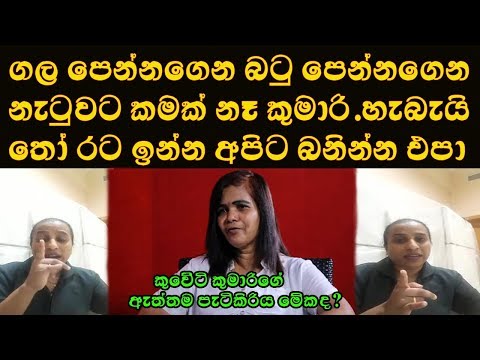 ගල පෙන්නගෙන බටු පෙන්නගෙන
නැටුවට කමක් නෑ කුමාරි.හැබැයි
තෝ රට ඉන්න අපිට බනින්න එපා
කුවේට් කුමාරිගේ
ඇත්තම පැටිකිරිය මේකද?